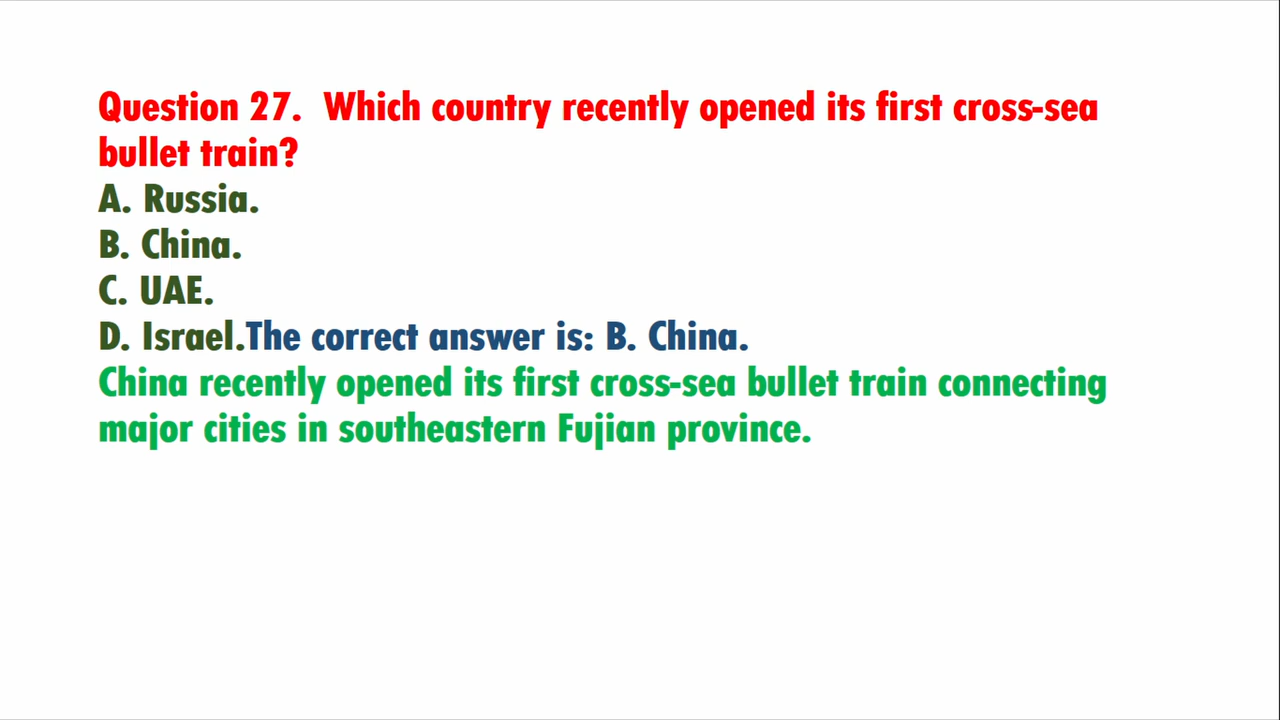 Question 27.  Which country recently opened its first cross-sea
bullet train?
A. Russia.
B. China.
C. UAE.
D. Israel.The correct answer is: B. China.
China recently opened its first cross-sea bullet train connecting
major cities in southeastern Fujian province.